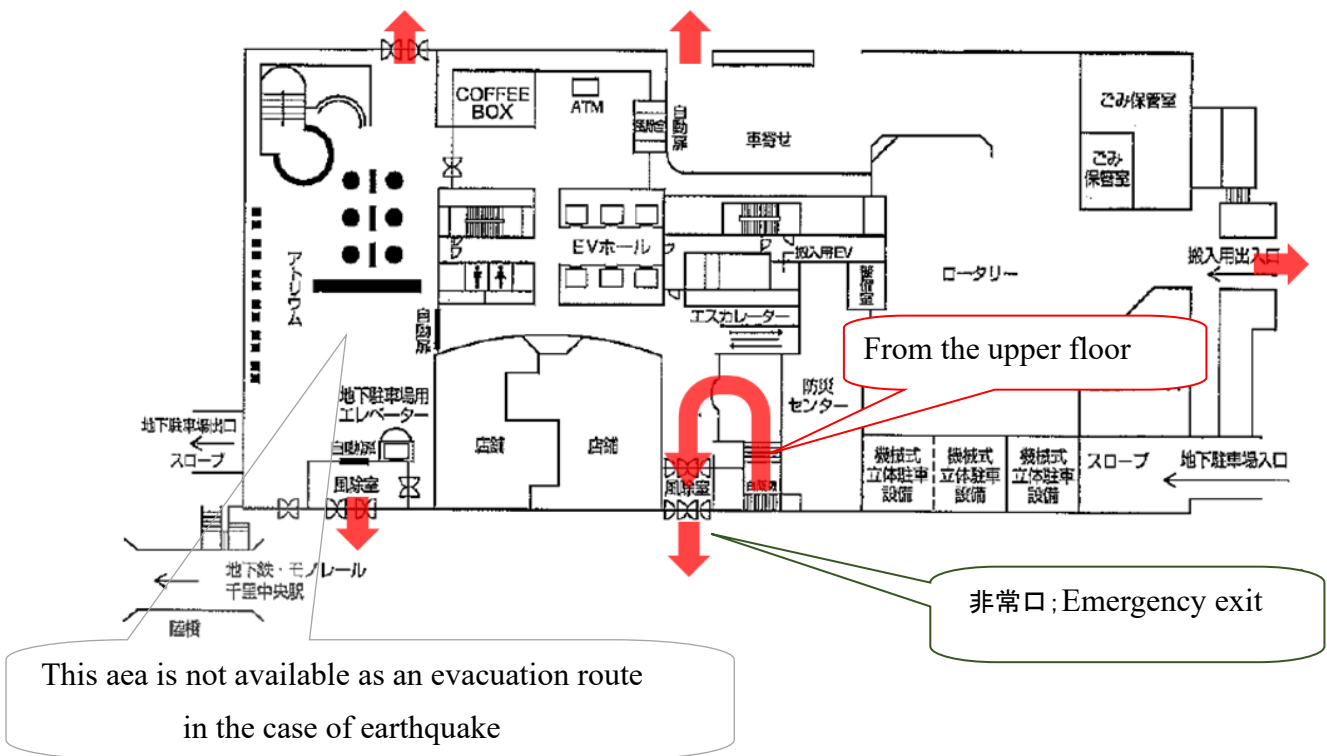 COFFEE
BOX
ATM
風除室
自動扉
車寄せ
ごみ保管室
ごみ
保管室
EVホール
搬入用EV
警備室
ロータリー
搬入用出入口
アトリウム
自動扉
エスカレーター
From the upper floor
防災
センター
地下駐車場用
エレベーター
地下駐車場出口
スロープ
自動扉
風除室
店舗
店舗
風除室
機械式
立体駐車
設備
機械式
立体駐車
設備
機械式
立体駐車
設備
スロープ
地下駐車場入口
地下鉄・モノレール
千里中央駅
陸橋
非常口;Emergency exit
This aea is not available as an evacuation route
in the case of earthquake